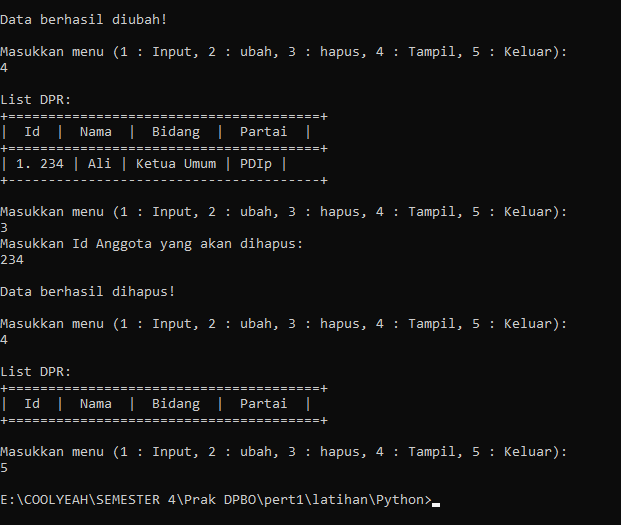 Data berhasil diubah!
Masukkan menu (1 : Input, 2 : ubah, 3 : hapus, 4 : Tampil, 5 : Keluar):
4
List DPR:
+=======================================+
|  Id  |  Nama  |  Bidang  |  Partai  |
+=======================================+
| 1. 234 | Ali | Ketua Umum | PDIp |
+---------------------------------------+
Masukkan menu (1 : Input, 2 : ubah, 3 : hapus, 4 : Tampil, 5 : Keluar):
3
Masukkan Id Anggota yang akan dihapus:
234
Data berhasil dihapus!
Masukkan menu (1 : Input, 2 : ubah, 3 : hapus, 4 : Tampil, 5 : Keluar):
4
List DPR:
+=======================================+
|  Id  |  Nama  |  Bidang  |  Partai  |
+=======================================+
Masukkan menu (1 : Input, 2 : ubah, 3 : hapus, 4 : Tampil, 5 : Keluar):
5
E:\COOLYEAH\SEMESTER 4\Prak DPBO\pert1\latihan\Python>